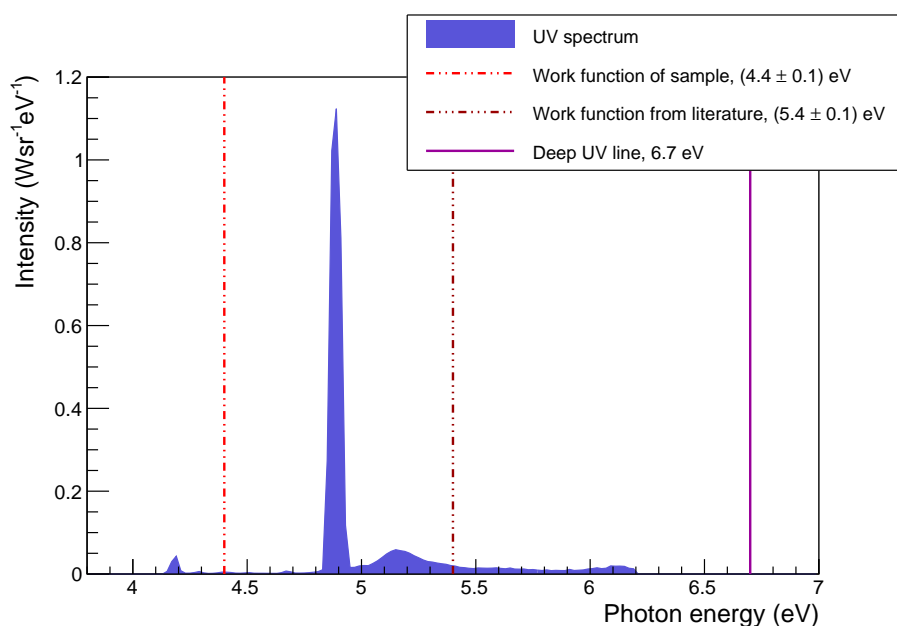 UV spectrum
Work function of sample, (4.4 ± 0.1) eV
Work function from literature, (5.4 ± 0.1) eV
Deep UV line, 6.7 eV
Intensity (Wsr⁻¹eV⁻¹)
1.2
1
0.8
0.6
0.4
0.2
0
4 4.5 5 5.5 6 6.5 7
Photon energy (eV)